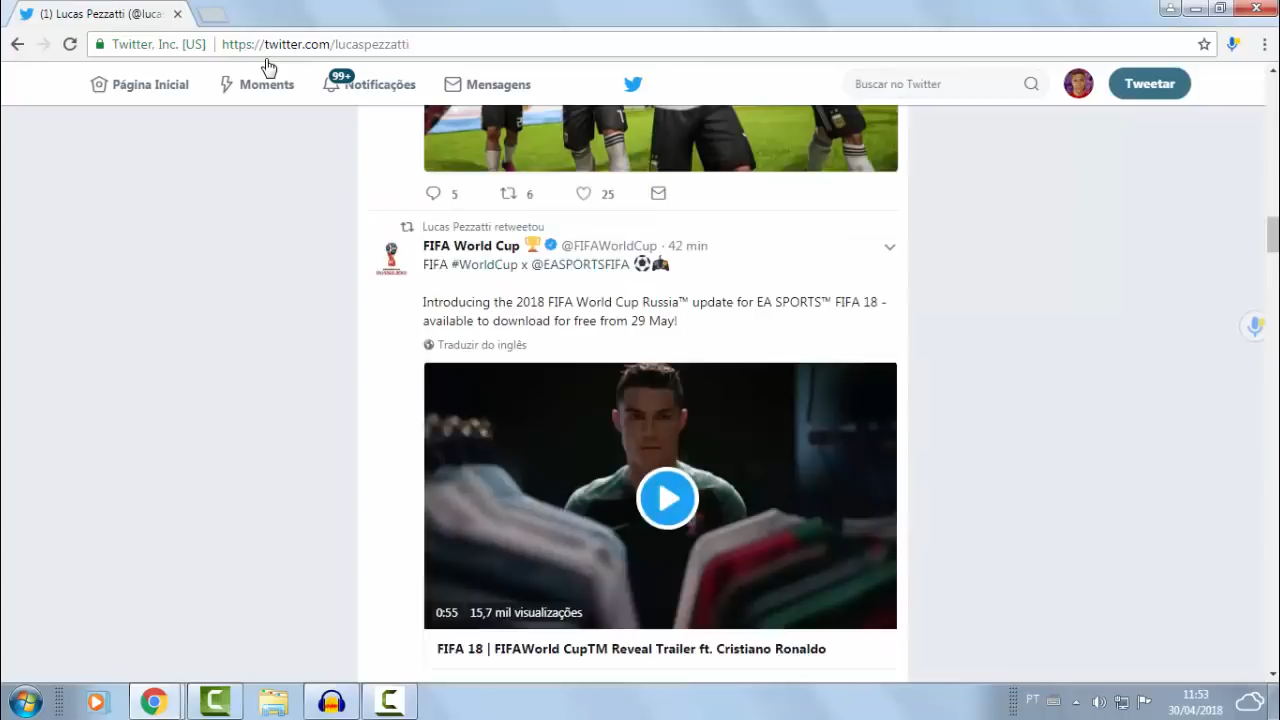 (1) Lucas Pezzatti (@luca
Twitter, Inc. [US] https://twitter.com/lucaspezzatti
Página Inicial Moments 99+ Notificações Mensagens Buscar no Twitter Tweetar
5 6 25
Lucas Pezzatti retweetou
FIFA World Cup @FIFAWorldCup · 42 min
FIFA #WorldCup x @EASPORTSFIFA
Introducing the 2018 FIFA World Cup Russia™ update for EA SPORTS™ FIFA 18 -
available to download for free from 29 May!
Traduzir do inglês
0:55 15,7 mil visualizações
FIFA 18 | FIFAWorld CupTM Reveal Trailer ft. Cristiano Ronaldo
PT 11:53
30/04/2018